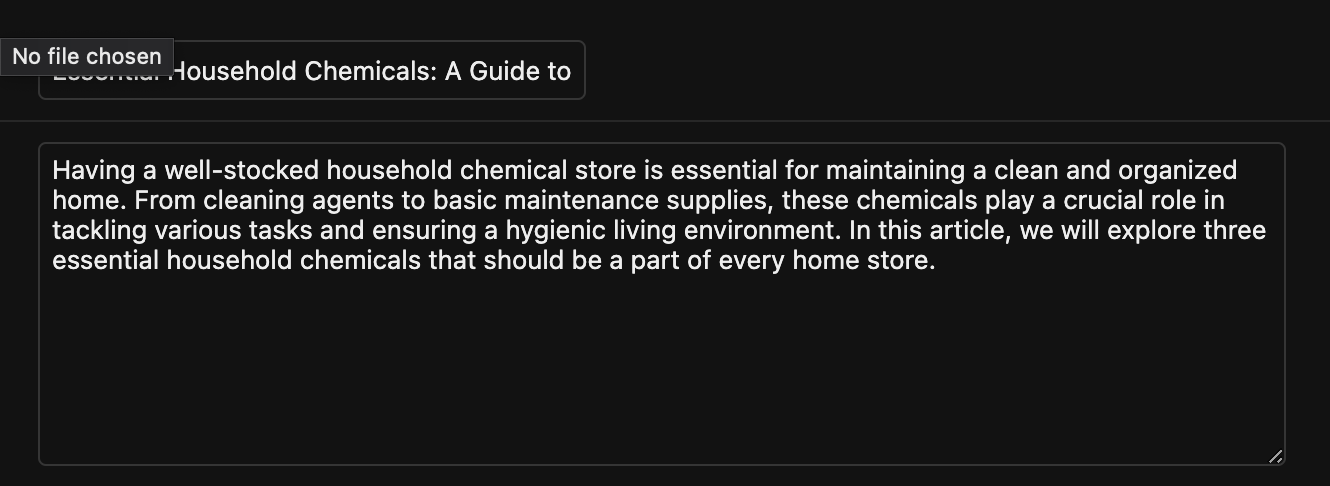 No file chosen
Essential Household Chemicals: A Guide to
Having a well-stocked household chemical store is essential for maintaining a clean and organized
home. From cleaning agents to basic maintenance supplies, these chemicals play a crucial role in
tackling various tasks and ensuring a hygienic living environment. In this article, we will explore three
essential household chemicals that should be a part of every home store.